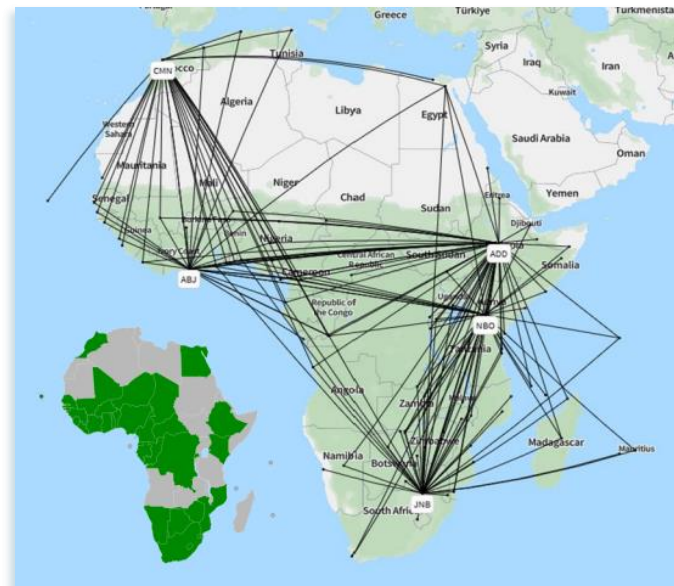 Greece
Türkiye
Turkmenista
Tunisia
Syria
CMN
occo
Iraq
Iran
Algeria
Kuwait
Libya
Egypt
Western
Sahara
Saudi Arabia
Oman
Mauritania
Mali
Niger
Chad
Sudan
Eritrea
Yemen
Senegal
Djibouti
Guinea
Benin
Nigeria
Ivory Coast
Central African
Republic
South Sudan
ADD
Somalia
ABJ
Cameroon
Republic of
the Congo
Uganda
NBO
Tanzania
Angola
Zambia
Zimbabwe
Madagascar
Mauritius
Namibia
Botswana
South Afri
JNB